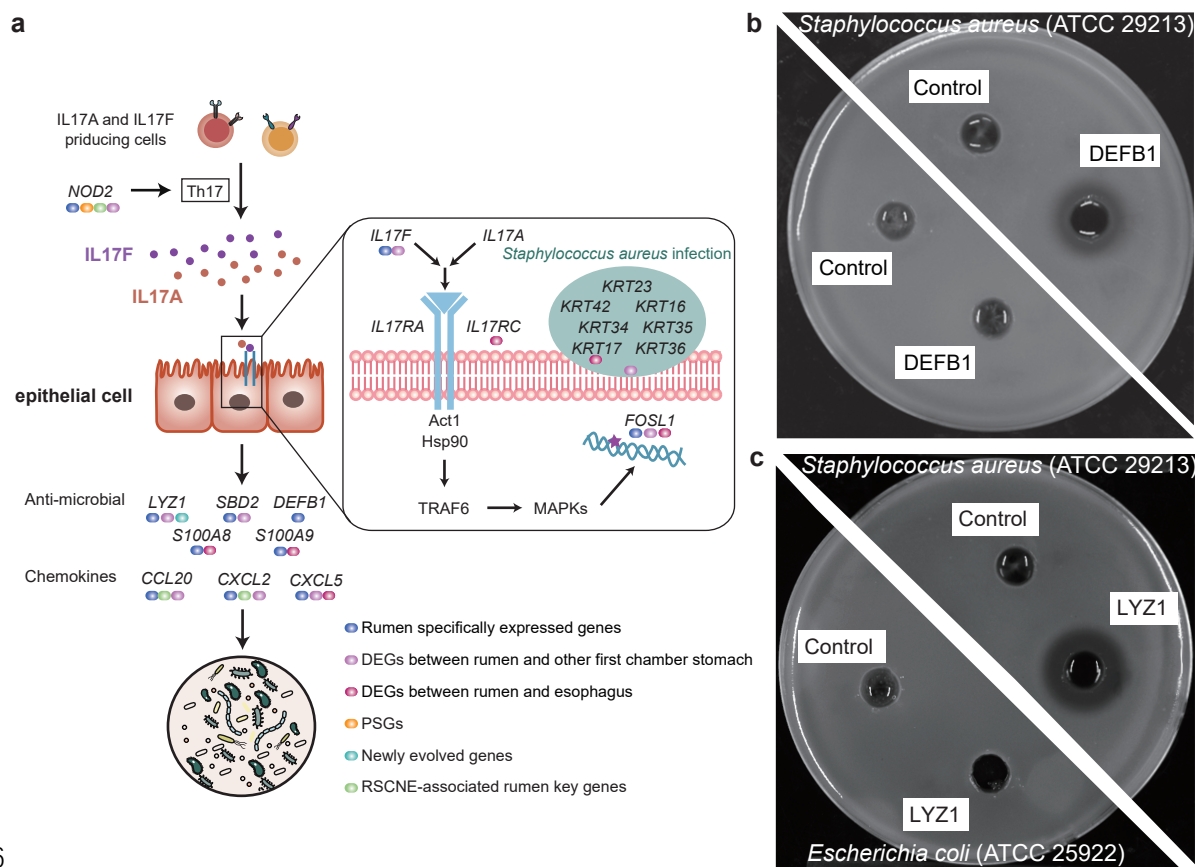 a
IL17A and IL17F
priducing cells
NOD2
Th17
IL17F
IL17A
epithelial cell
Anti-microbial
LYZ1
SBD2
DEFB1
S100A8
S100A9
Chemokines
CCL20
CXCL2
CXCL5
IL17F
IL17A
Staphylococcus aureus infection
KRT23
KRT42
KRT16
KRT34
KRT35
KRT17
KRT36
IL17RA
IL17RC
Act1
Hsp90
TRAF6
MAPKs
FOSL1
Rumen specifically expressed genes
DEGs between rumen and other first chamber stomach
DEGs between rumen and esophagus
PSGs
Newly evolved genes
RSCNE-associated rumen key genes
b
Staphylococcus aureus (ATCC 29213)
Control
DEFB1
Control
DEFB1
c
Staphylococcus aureus (ATCC 29213)
Control
LYZ1
Control
LYZ1
Escherichia coli (ATCC 25922)